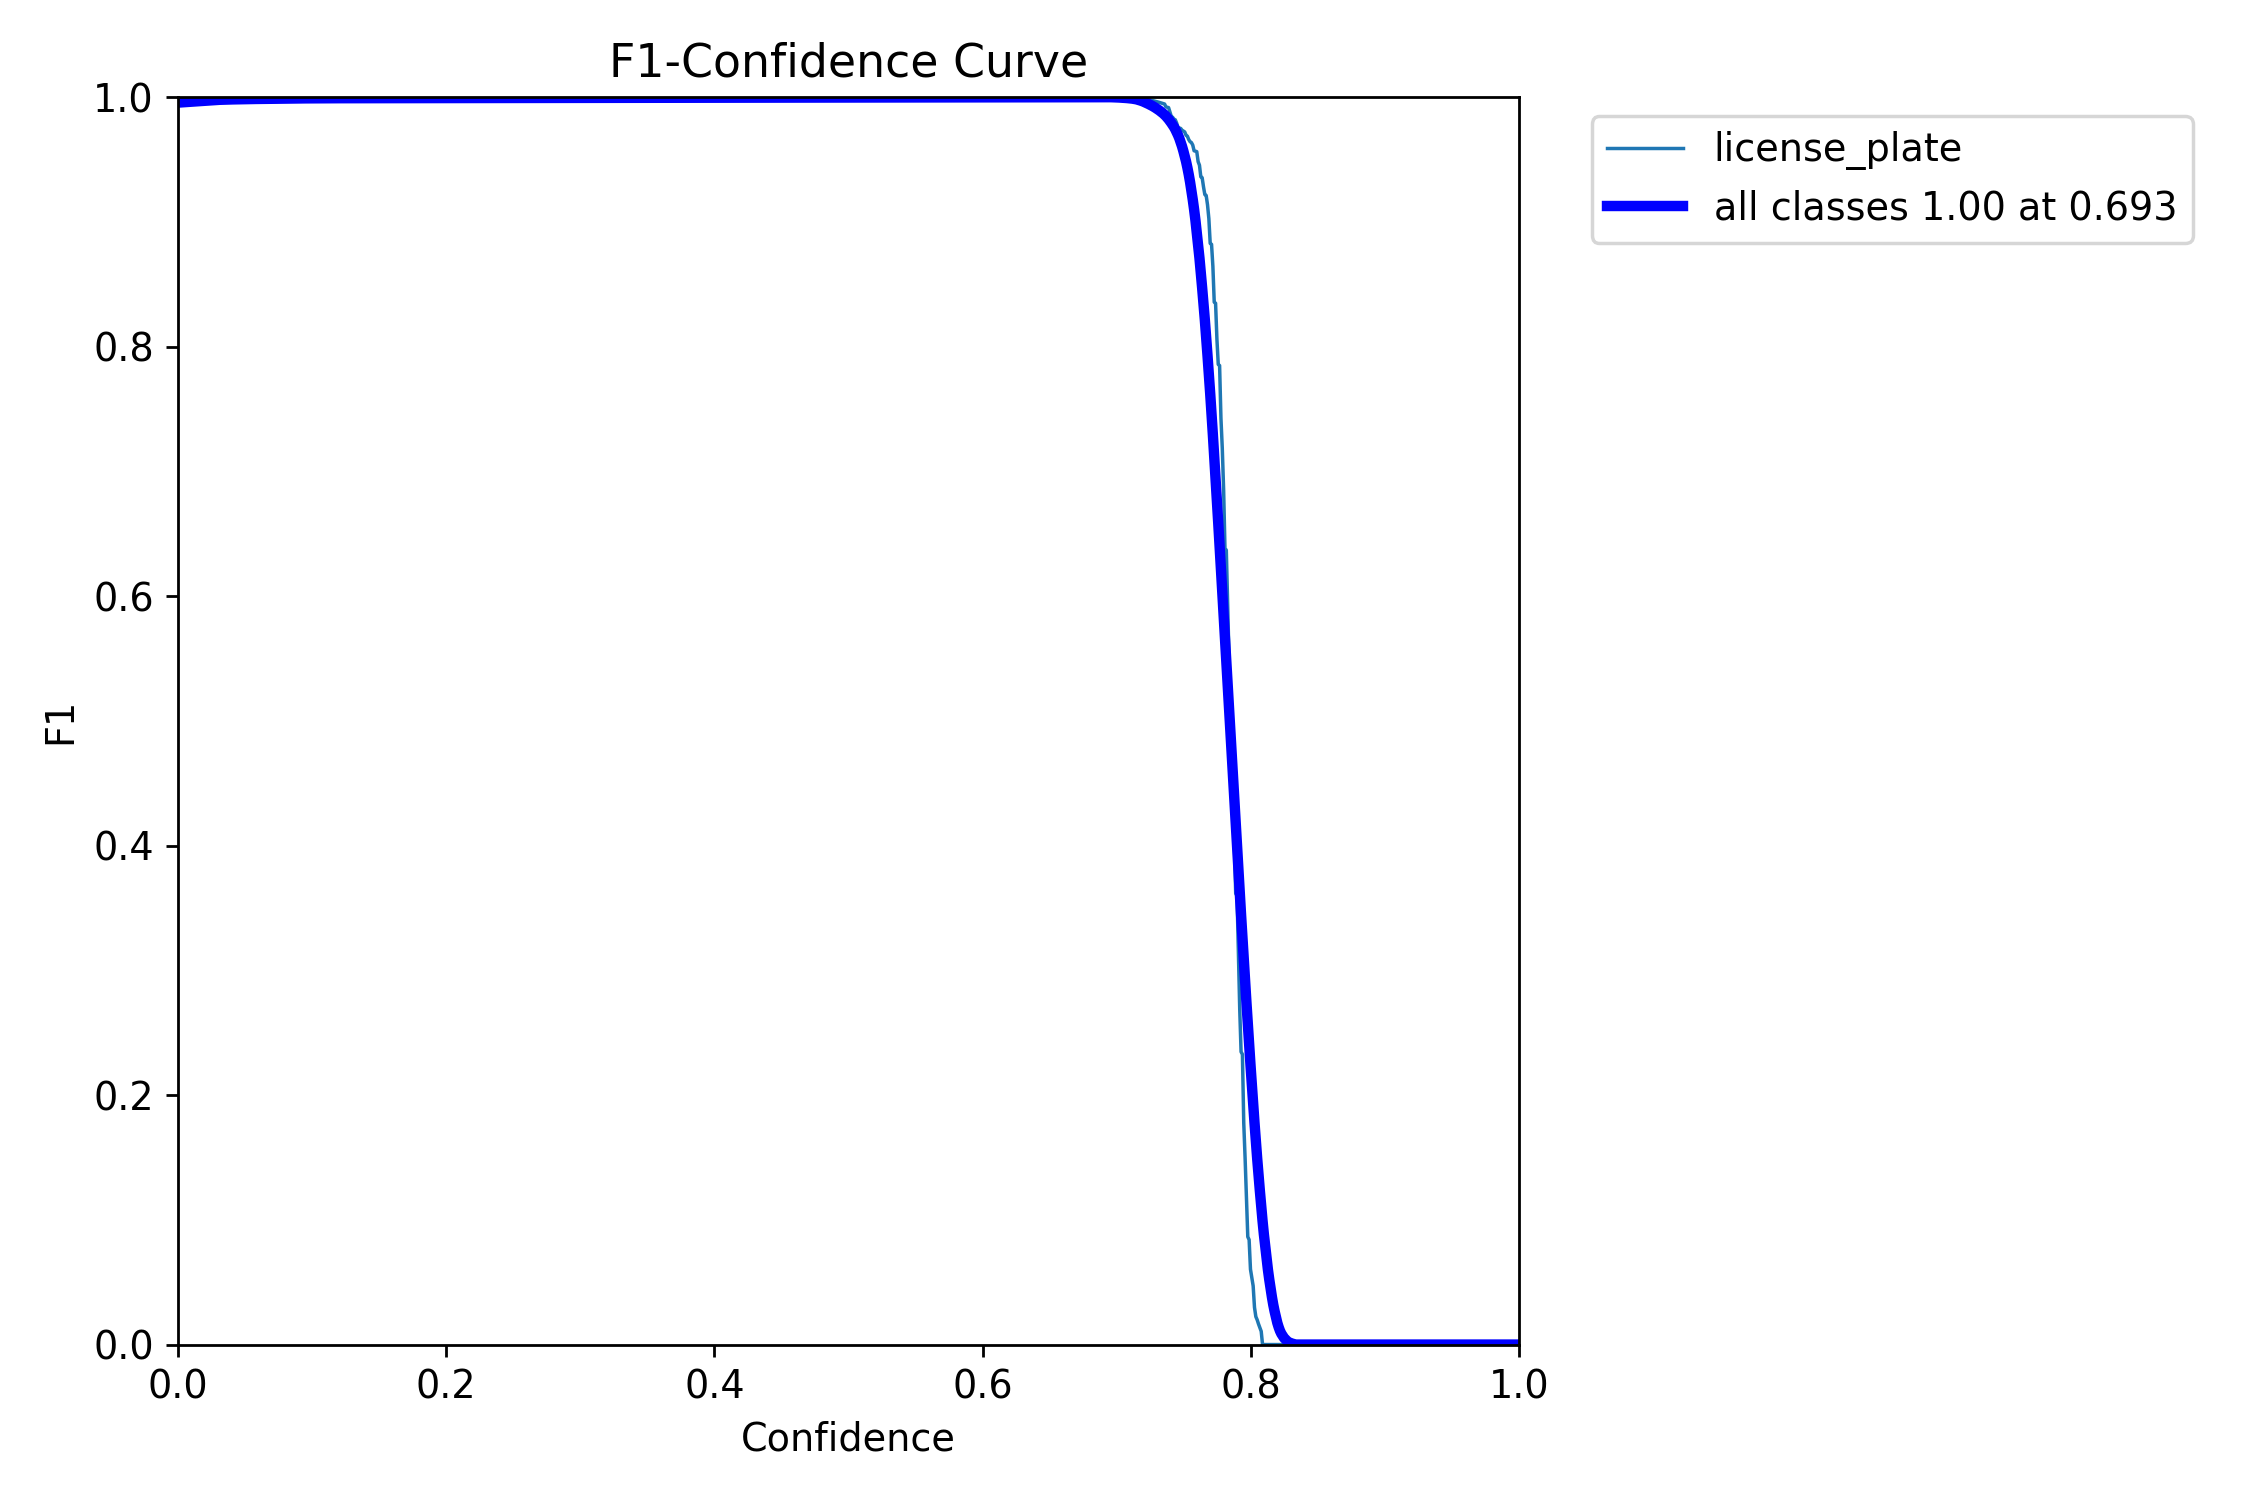 F1-Confidence Curve
license_plate
all classes 1.00 at 0.693
F1
1.0
0.8
0.6
0.4
0.2
0.0
0.0 0.2 0.4 0.6 0.8 1.0
Confidence